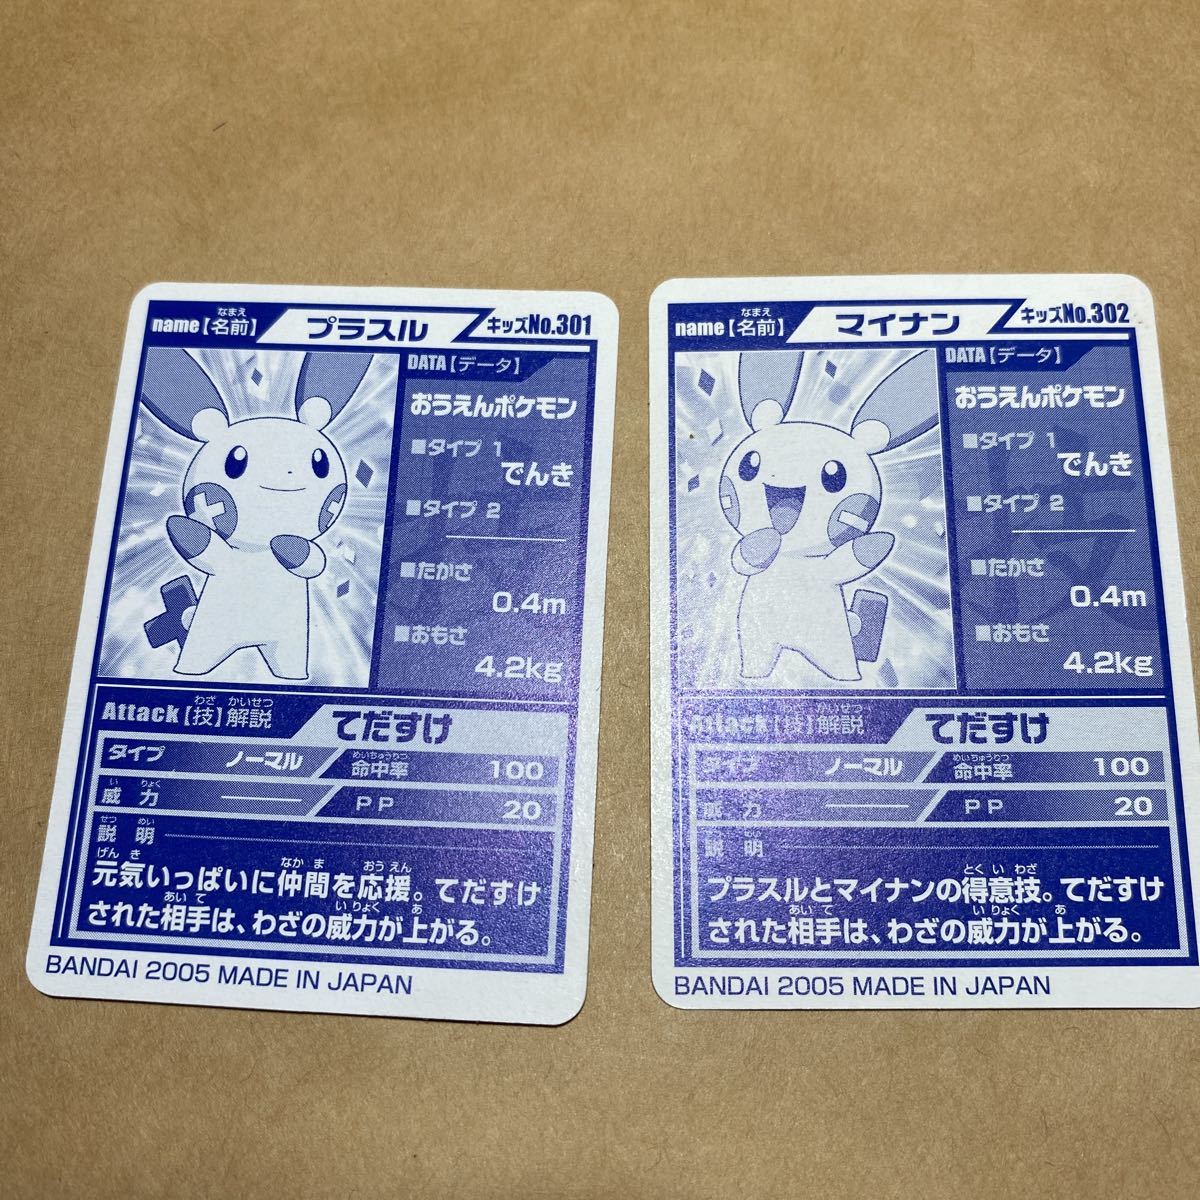 なまえ
name【名前】 プラスル キッズNo.301
DATA【データ】
おうえんポケモン
■タイプ 1
でんき
■タイプ 2
■たかさ
0.4m
■おもさ
4.2kg
わざ かいせつ
Attack【技】解説 てだすけ
タイプ ノーマル 命中率 100
めいちゅうりつ
いりょく
威力 ―― PP 20
せつめい
説明
げんき なかま おうえん
元気いっぱいに仲間を応援。てだすけ
あいて いりょく あ
された相手は、わざの威力が上がる。
BANDAI 2005 MADE IN JAPAN
なまえ
name【名前】 マイナン キッズNo.302
DATA【データ】
おうえんポケモン
■タイプ 1
でんき
■タイプ 2
■たかさ
0.4m
■おもさ
4.2kg
かいせつ
Attack【技】解説 てだすけ
タイプ ノーマル 命中率 100
めいちゅうりつ
威力 ―― PP 20
説明
とくいわざ
プラスルとマイナンの得意技。てだすけ
あいて いりょく あ
された相手は、わざの威力が上がる。
BANDAI 2005 MADE IN JAPAN